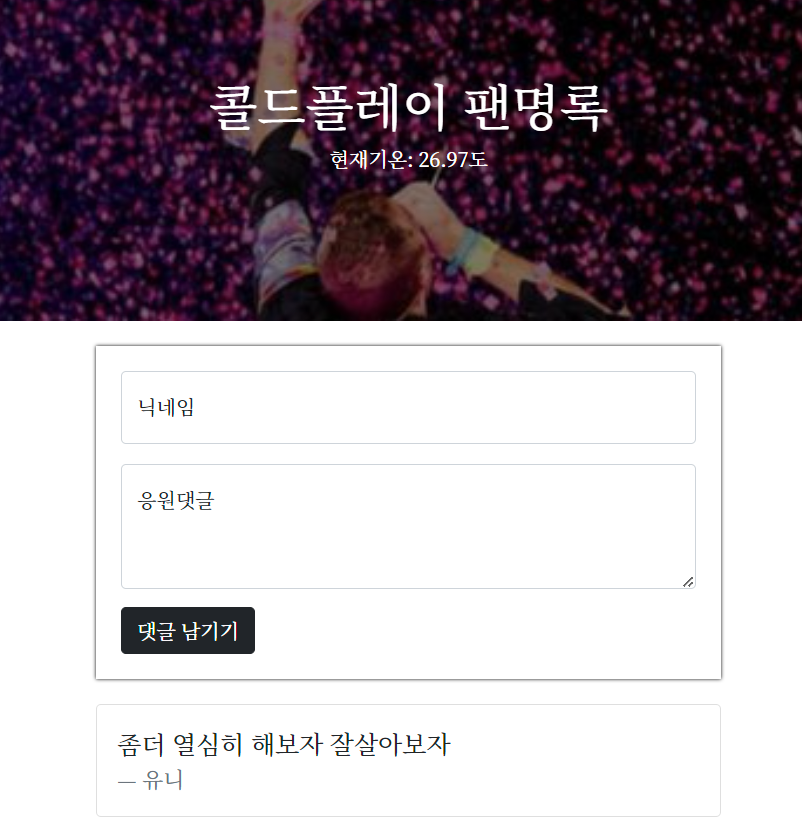 콜드플레이 팬명록
현재기온: 26.97도
닉네임
응원댓글
댓글 남기기
좀더 열심히 해보자 잘살아보자
— 유니